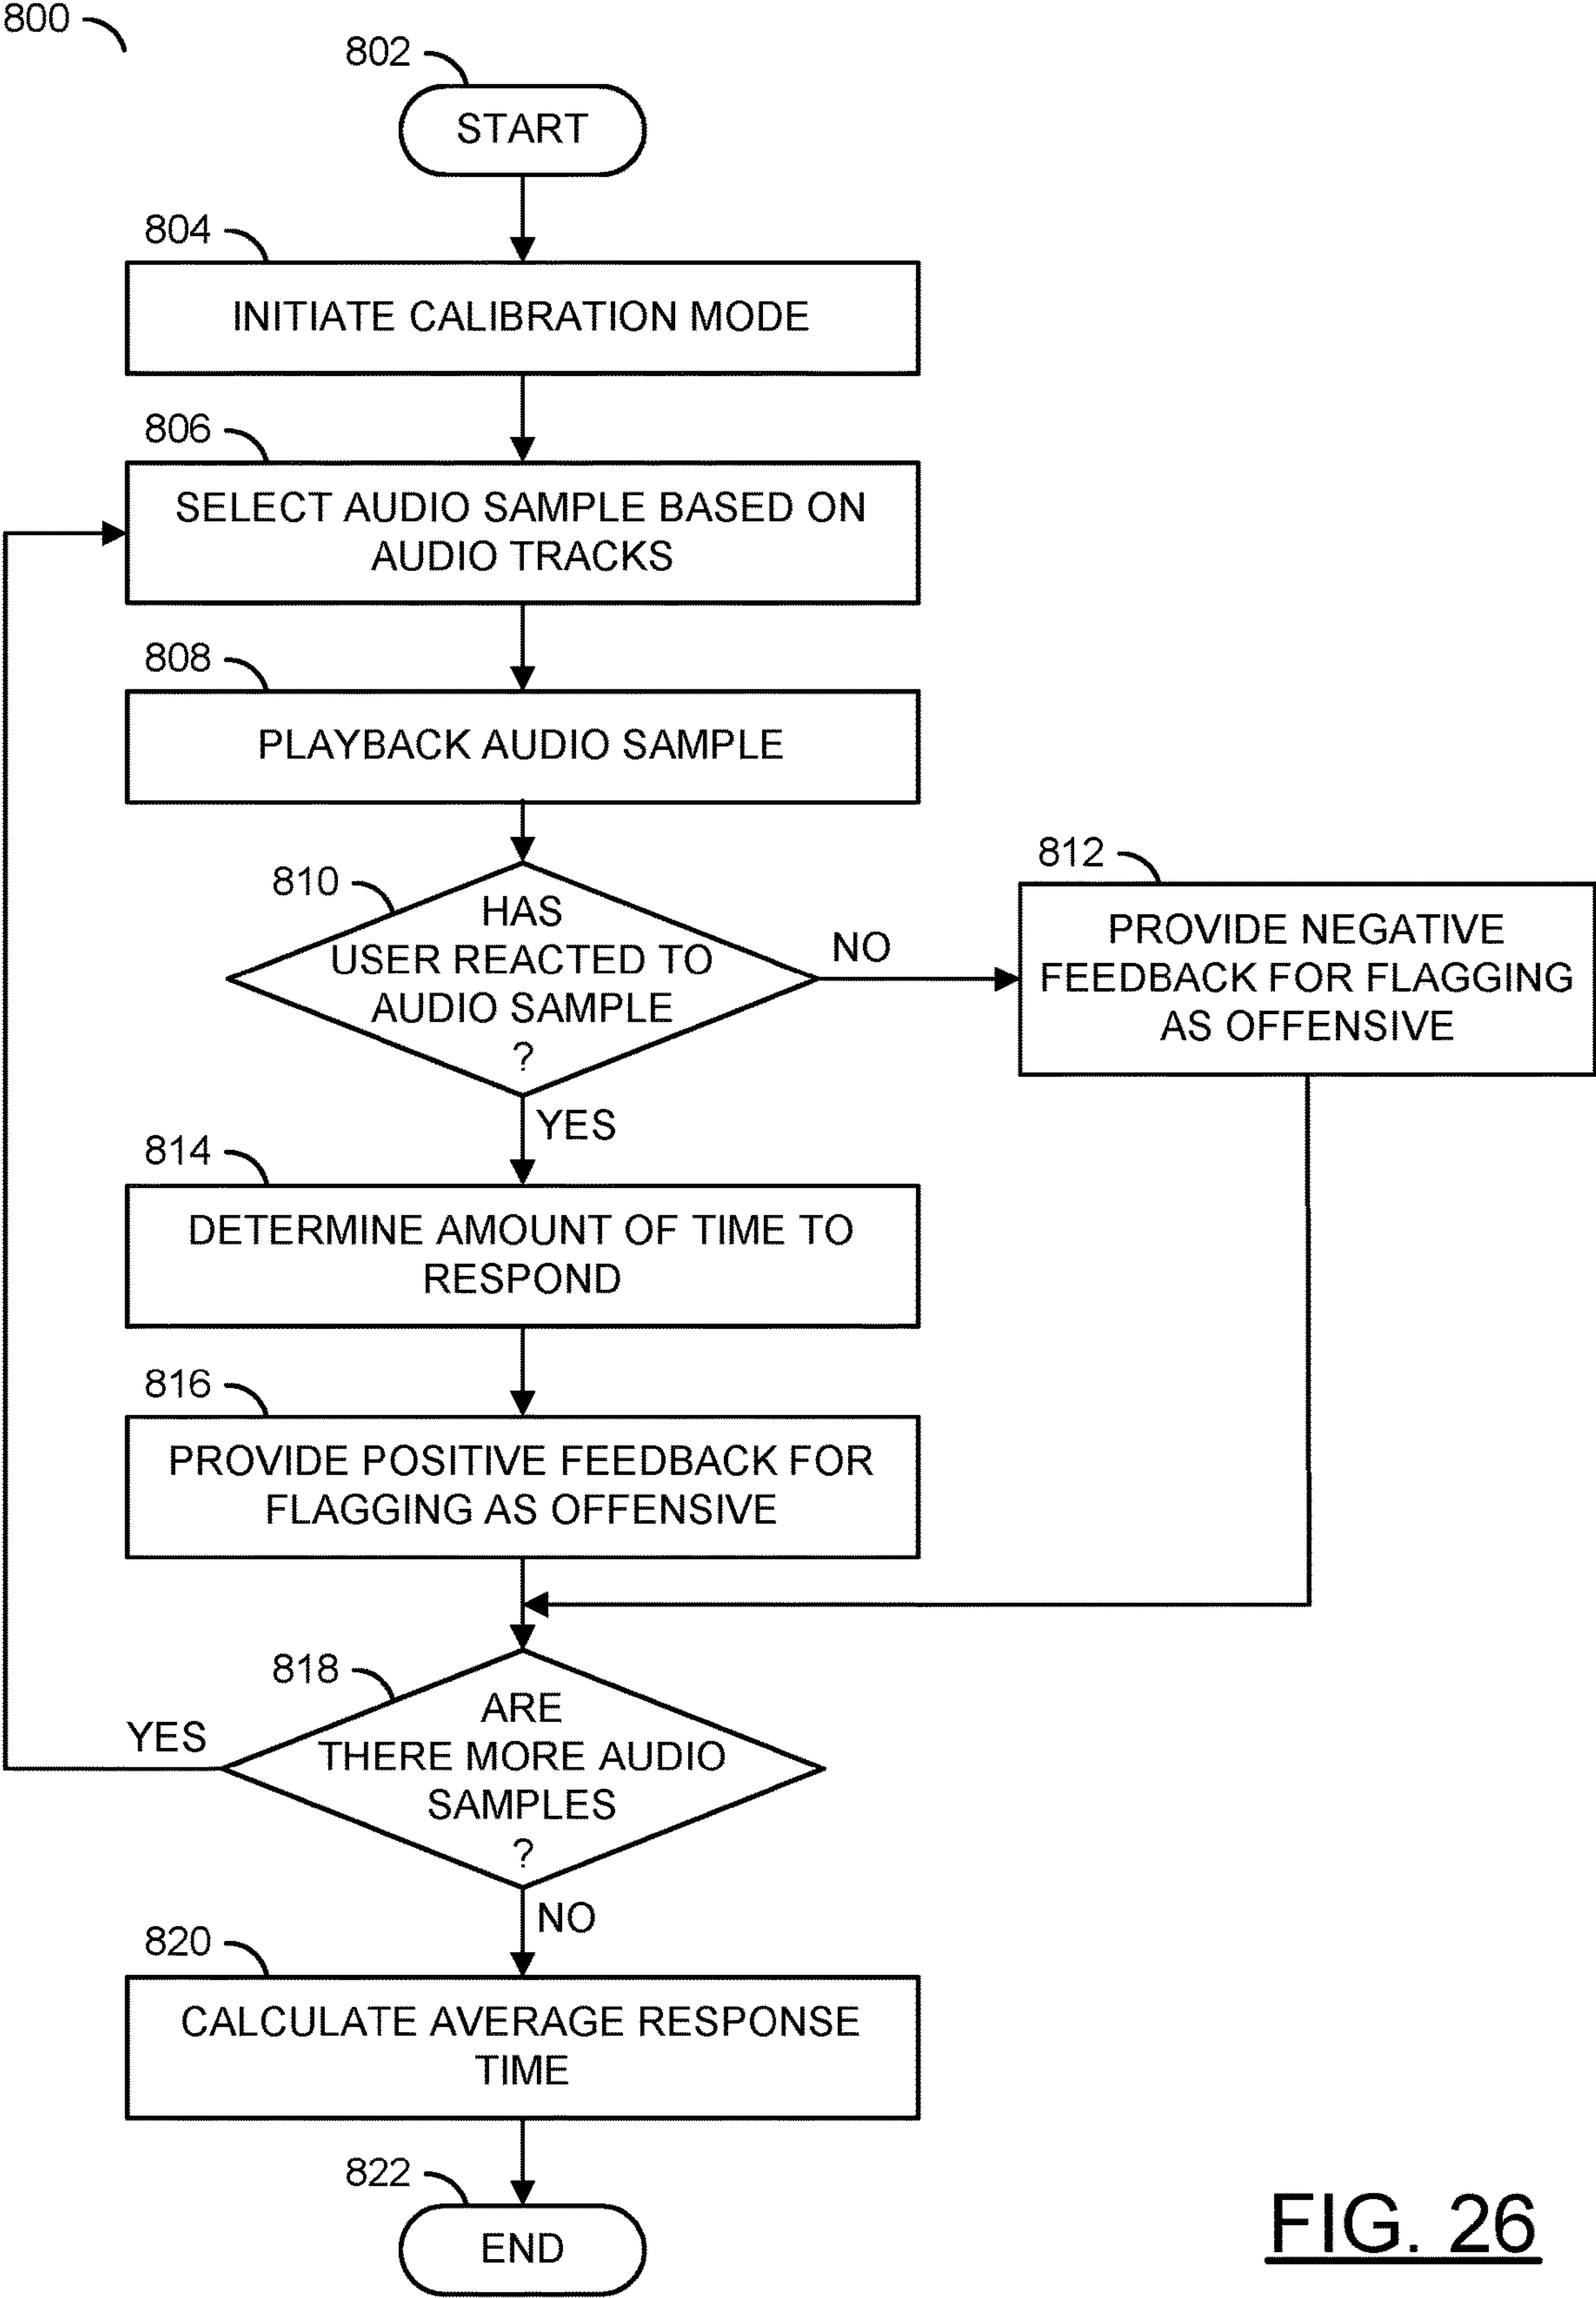 800
802
START
804
INITIATE CALIBRATION MODE
806
SELECT AUDIO SAMPLE BASED ON
AUDIO TRACKS
808
PLAYBACK AUDIO SAMPLE
810
HAS
USER REACTED TO
AUDIO SAMPLE
?
NO
812
PROVIDE NEGATIVE
FEEDBACK FOR FLAGGING
AS OFFENSIVE
YES
814
DETERMINE AMOUNT OF TIME TO
RESPOND
816
PROVIDE POSITIVE FEEDBACK FOR
FLAGGING AS OFFENSIVE
818
ARE
THERE MORE AUDIO
SAMPLES
?
YES
NO
820
CALCULATE AVERAGE RESPONSE
TIME
822
END
FIG. 26